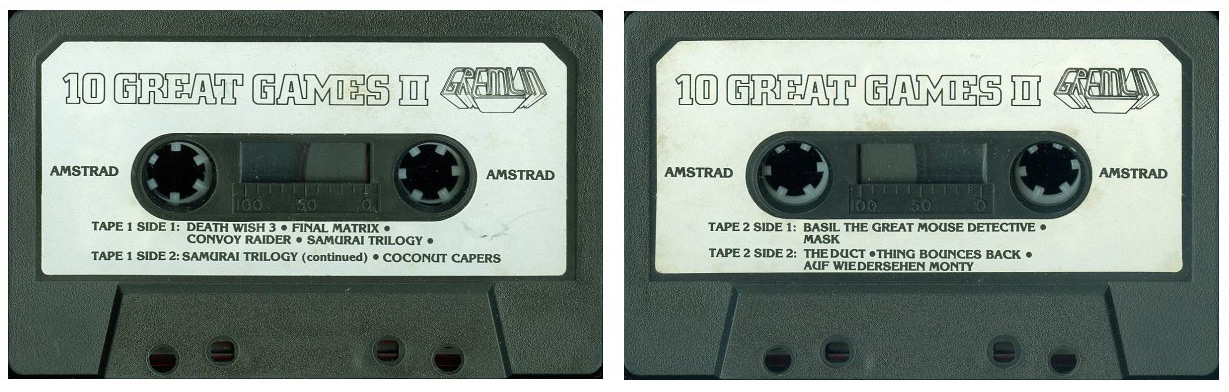 10 GREAT GAMES II GREMLIN
AMSTRAD AMSTRAD
100 50 0
TAPE 1 SIDE 1: DEATH WISH 3 • FINAL MATRIX •
CONVOY RAIDER • SAMURAI TRILOGY •
TAPE 1 SIDE 2: SAMURAI TRILOGY (continued) • COCONUT CAPERS
10 GREAT GAMES II GREMLIN
AMSTRAD AMSTRAD
100 50 0
TAPE 2 SIDE 1: BASIL THE GREAT MOUSE DETECTIVE •
MASK
TAPE 2 SIDE 2: THE DUCT • THING BOUNCES BACK •
AUF WIEDERSEHEN MONTY